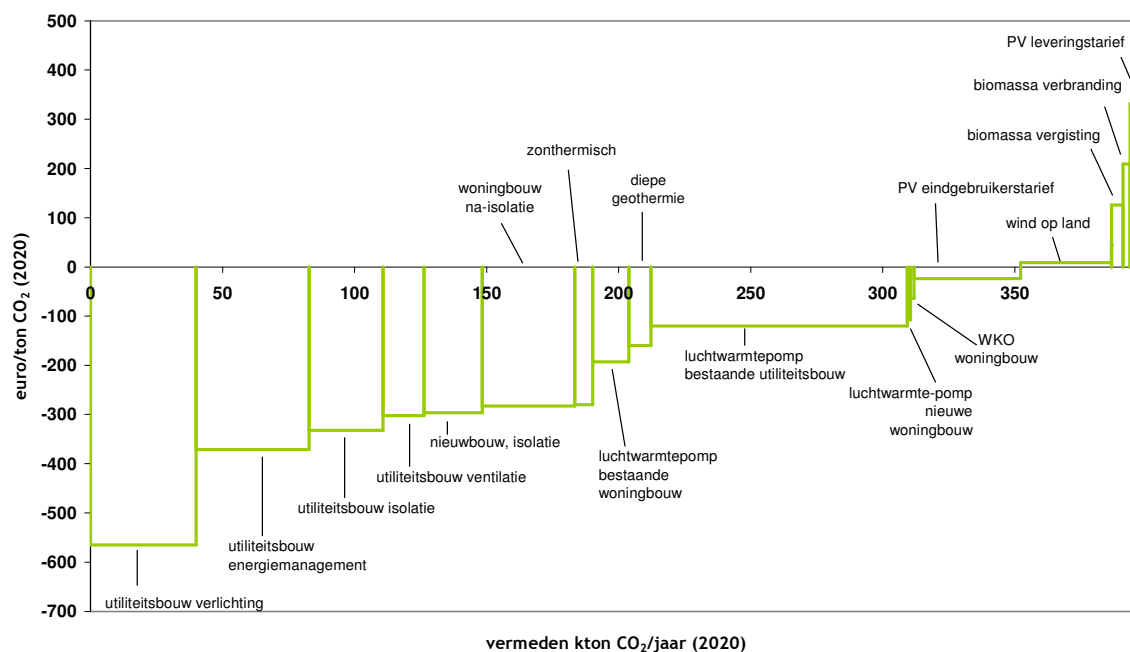 500
400
300
200
100
0
-100
-200
-300
-400
-500
-600
-700
euro/ton CO₂ (2020)
0
50
100
150
200
250
300
350
vermeden kton CO₂/jaar (2020)
PV leveringstarief
biomassa verbranding
biomassa vergisting
zonthermisch
woningbouw
na-isolatie
diepe
geothermie
PV eindgebruikerstarief
wind op land
WKO
woningbouw
luchtwarmtepomp
bestaande utiliteitsbouw
luchtwarmte-pomp
nieuwe
woningbouw
nieuwbouw, isolatie
luchtwarmtepomp
bestaande
woningbouw
utiliteitsbouw ventilatie
utiliteitsbouw isolatie
utiliteitsbouw
energiemanagement
utiliteitsbouw verlichting